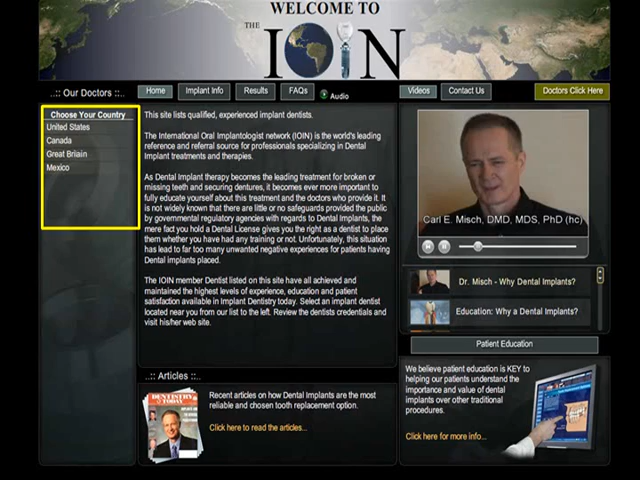 WELCOME TO
THE IOIN
..:: Our Doctors ::..
Home
Implant Info
Results
FAQs
Audio
Videos
Contact Us
Doctors Click Here
Choose Your Country
United States
Canada
Great Britain
Mexico
This site lists qualified, experienced implant dentists.
The International Oral Implantologist network (IOIN) is the world's leading
reference and referral source for professionals specializing in Dental
Implant treatments and therapies.
As Dental Implant therapy becomes the leading treatment for broken or
missing teeth and securing dentures, it becomes ever more important to
fully educate yourself about this treatment and the doctors who provide it. It
is not widely known that there are little or no safeguards provided the public
by governmental regulatory agencies with regards to Dental Implants, the
mere fact you hold a Dental License gives you the right as a dentist to place
them whether you have had any training or not. Unfortunately, this situation
has lead to far too many unwanted negative experiences for patients having
Dental implants placed.
The IOIN member Dentist listed on this site have all achieved and
maintained the highest levels of experience, education and patient
satisfaction available in Implant Dentistry today. Select an implant dentist
located near you from our list to the left. Review the dentists credentials and
visit his/her web site.
Carl E. Misch, DMD, MDS, PhD (hc)
Dr. Misch - Why Dental Implants?
Education: Why a Dental Implants?
Patient Education
We believe patient education is KEY to
helping our patients understand the
importance and value of dental
implants over other traditional
procedures.
Click here for more info...
..:: Articles ::..
DENTISTRY TODAY
Recent articles on how Dental Implants are the most
reliable and chosen tooth replacement option.
Click here to read the articles...